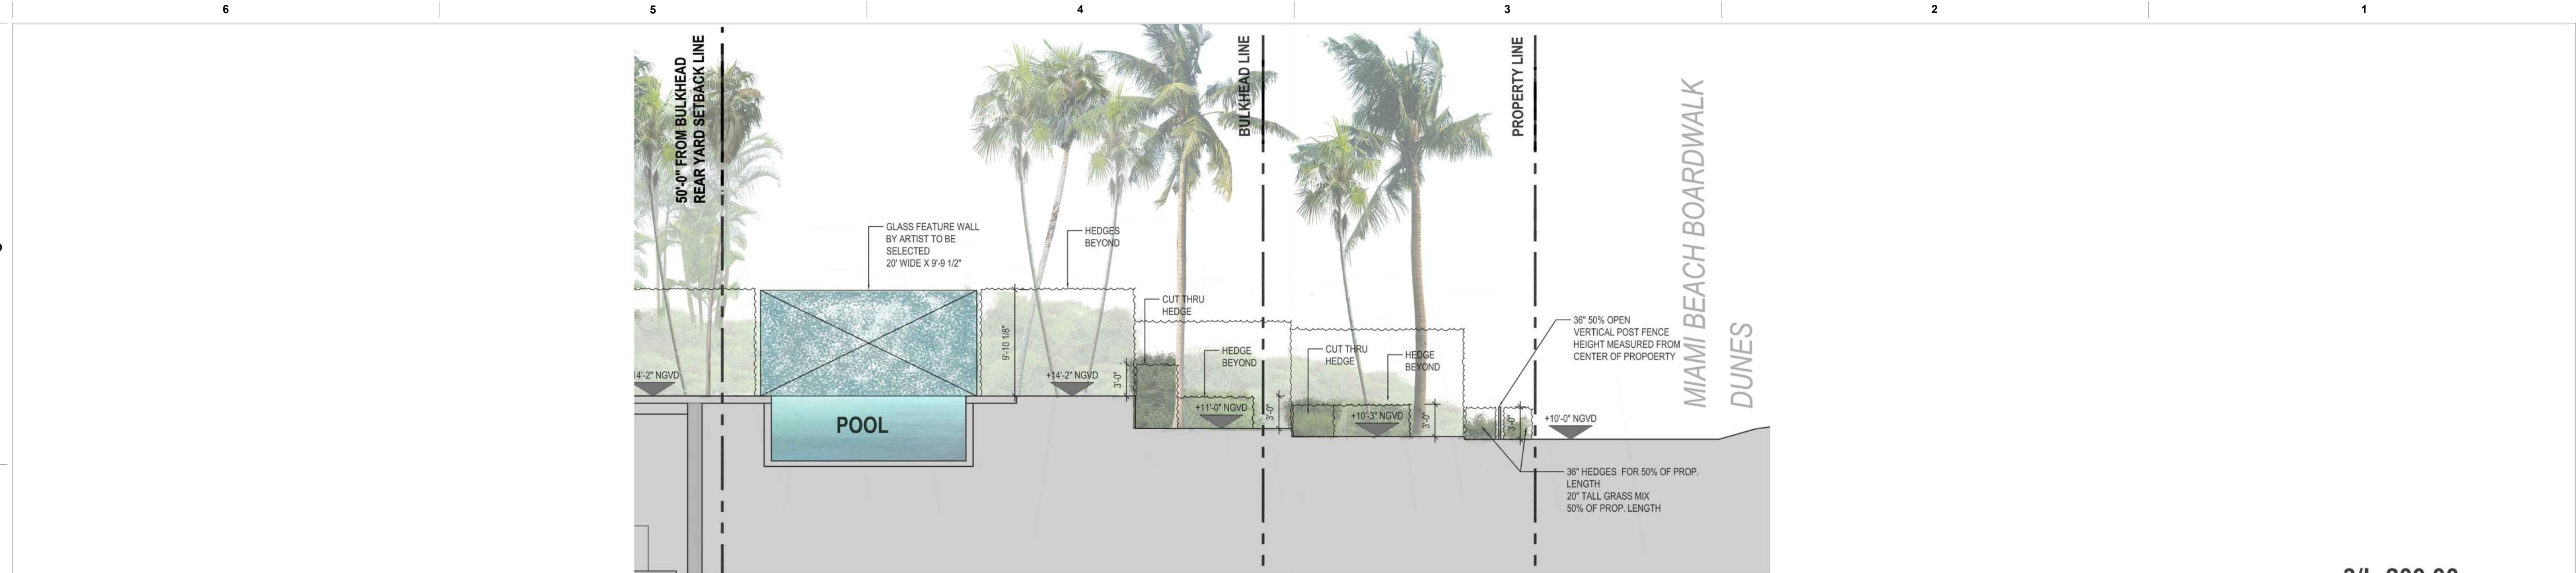 6
5
4
3
2
1
50'-0" FROM BULKHEAD
REAR YARD SETBACK LINE
BULKHEAD LINE
PROPERTY LINE
MIAMI BEACH BOARDWALK
DUNES
GLASS FEATURE WALL
BY ARTIST TO BE
SELECTED
20' WIDE X 9'-9 1/2"
HEDGES
BEYOND
CUT THRU
HEDGE
9'-10 1/8"
HEDGE
BEYOND
CUT THRU
HEDGE
HEDGE
BEYOND
36" 50% OPEN
VERTICAL POST FENCE
HEIGHT MEASURED FROM
CENTER OF PROPOERTY
14'-2" NGVD
+14'-2" NGVD
3'-0"
+11'-0" NGVD
3'-0"
+10'-3" NGVD
3'-0"
3'-0"
+10'-0" NGVD
POOL
36" HEDGES FOR 50% OF PROP.
LENGTH
20" TALL GRASS MIX
50% OF PROP. LENGTH